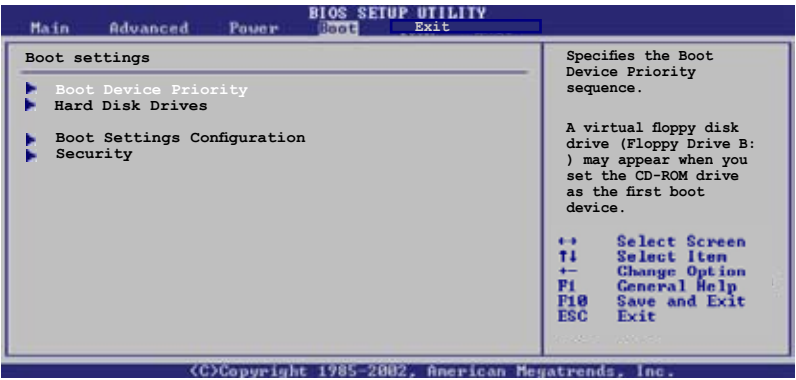 BIOS SETUP UTILITY
Main Advanced Power Boot Exit
Boot settings
Boot Device Priority
Hard Disk Drives
Boot Settings Configuration
Security
Specifies the Boot
Device Priority
sequence.
A virtual floppy disk
drive (Floppy Drive B:
) may appear when you
set the CD-ROM drive
as the first boot
device.
↔ Select Screen
↑↓ Select Item
+- Change Option
F1 General Help
F10 Save and Exit
ESC Exit
(C)Copyright 1985-2002, American Megatrends, Inc.